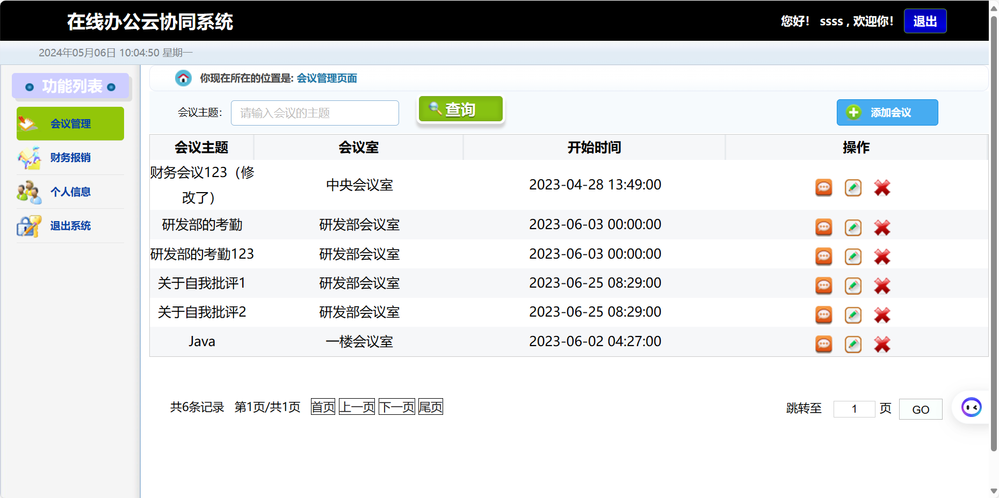 在线办公云协同系统
您好！ ssss , 欢迎你！ 退出
2024年05月06日 10:04:50 星期一
功能列表
会议管理
财务报销
个人信息
退出系统
你现在所在的位置是: 会议管理页面
会议主题： 请输入会议的主题 查询 添加会议
会议主题 会议室 开始时间 操作
财务会议123（修
改了） 中央会议室 2023-04-28 13:49:00
研发部的考勤 研发部会议室 2023-06-03 00:00:00
研发部的考勤123 研发部会议室 2023-06-03 00:00:00
关于自我批评1 研发部会议室 2023-06-25 08:29:00
关于自我批评2 研发部会议室 2023-06-25 08:29:00
Java 一楼会议室 2023-06-02 04:27:00
共6条记录 第1页/共1页 首页 上一页 下一页 尾页 跳转至 1 页 GO